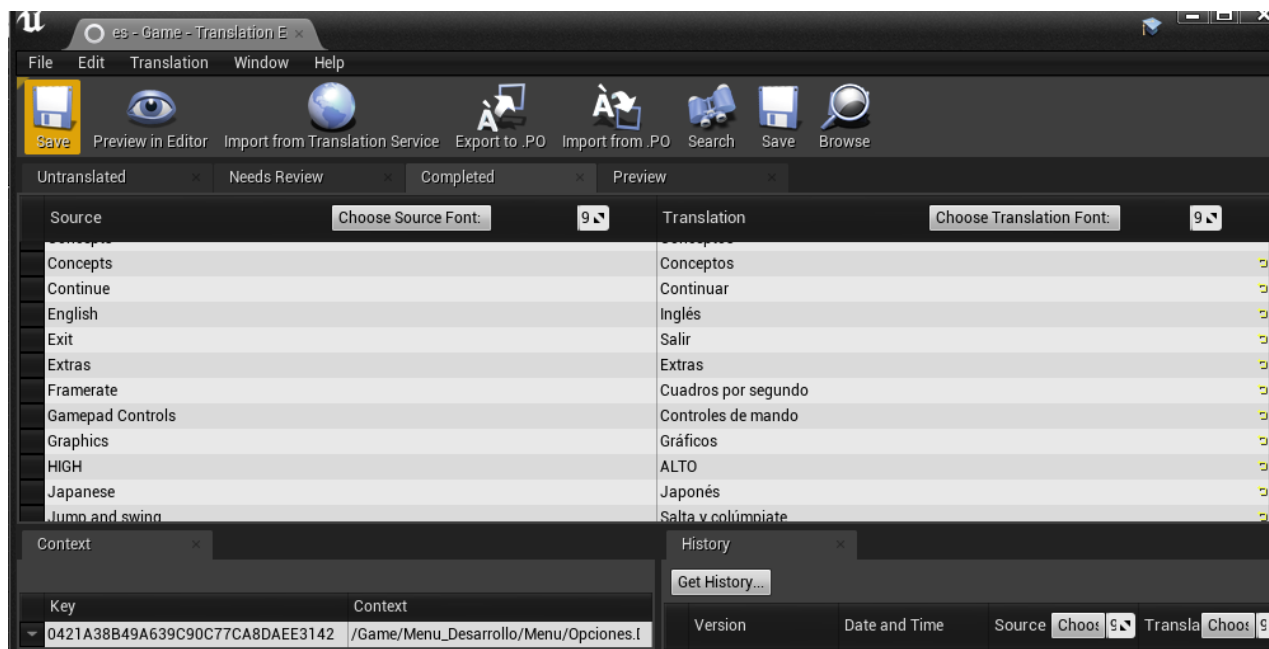 es - Game - Translation E
File Edit Translation Window Help
Save Preview in Editor Import from Translation Service Export to .PO Import from .PO Search Save Browse
Untranslated Needs Review Completed Preview
Source Choose Source Font: 9 Translation Choose Translation Font: 9
Concepts Conceptos
Continue Continuar
English Inglés
Exit Salir
Extras Extras
Framerate Cuadros por segundo
Gamepad Controls Controles de mando
Graphics Gráficos
HIGH ALTO
Japanese Japonés
Jump and swing Salta y colúmpiate
Context History
Get History...
Key Context
Version Date and Time Source Choos 9 Transla Choos 9
0421A38B49A639C90C77CA8DAEE3142 /Game/Menu_Desarrollo/Menu/Opciones.[